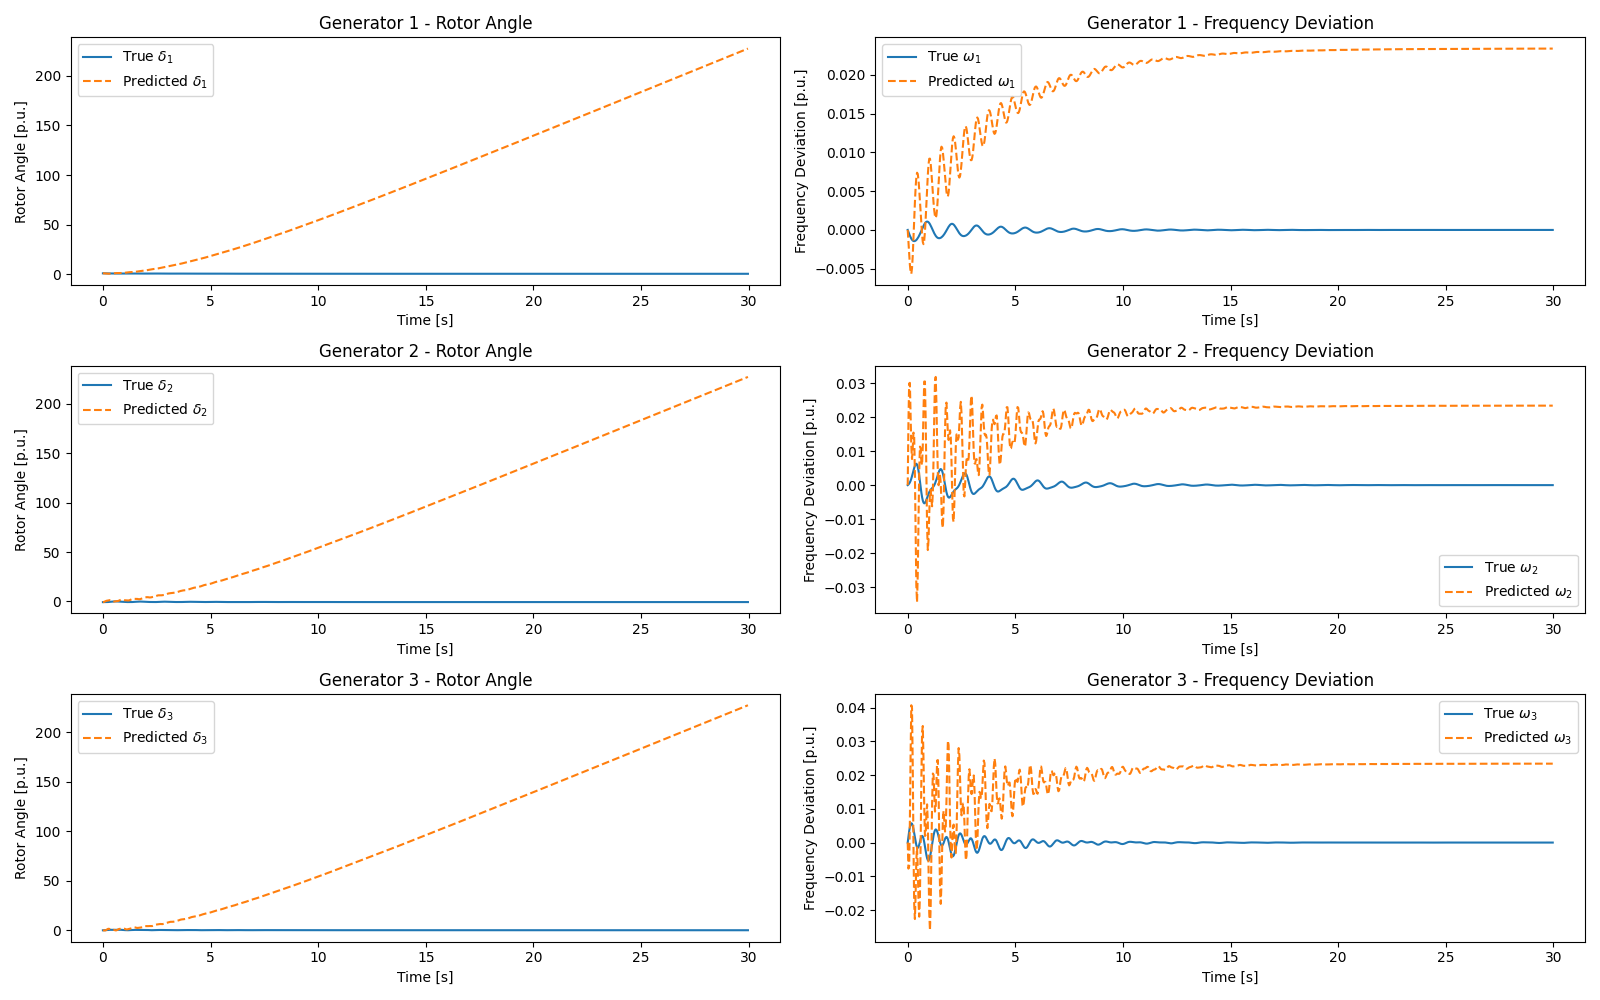 Generator 1 - Rotor Angle
True δ₁
Predicted δ₁
Rotor Angle [p.u.]
200
150
100
50
0
0 5 10 15 20 25 30
Time [s]
Generator 1 - Frequency Deviation
True ω₁
Predicted ω₁
Frequency Deviation [p.u.]
0.020
0.015
0.010
0.005
0.000
−0.005
0 5 10 15 20 25 30
Time [s]
Generator 2 - Rotor Angle
True δ₂
Predicted δ₂
Rotor Angle [p.u.]
200
150
100
50
0
0 5 10 15 20 25 30
Time [s]
Generator 2 - Frequency Deviation
Frequency Deviation [p.u.]
0.03
0.02
0.01
0.00
−0.01
−0.02
−0.03
True ω₂
Predicted ω₂
0 5 10 15 20 25 30
Time [s]
Generator 3 - Rotor Angle
True δ₃
Predicted δ₃
Rotor Angle [p.u.]
200
150
100
50
0
0 5 10 15 20 25 30
Time [s]
Generator 3 - Frequency Deviation
True ω₃
Predicted ω₃
Frequency Deviation [p.u.]
0.04
0.03
0.02
0.01
0.00
−0.01
−0.02
0 5 10 15 20 25 30
Time [s]